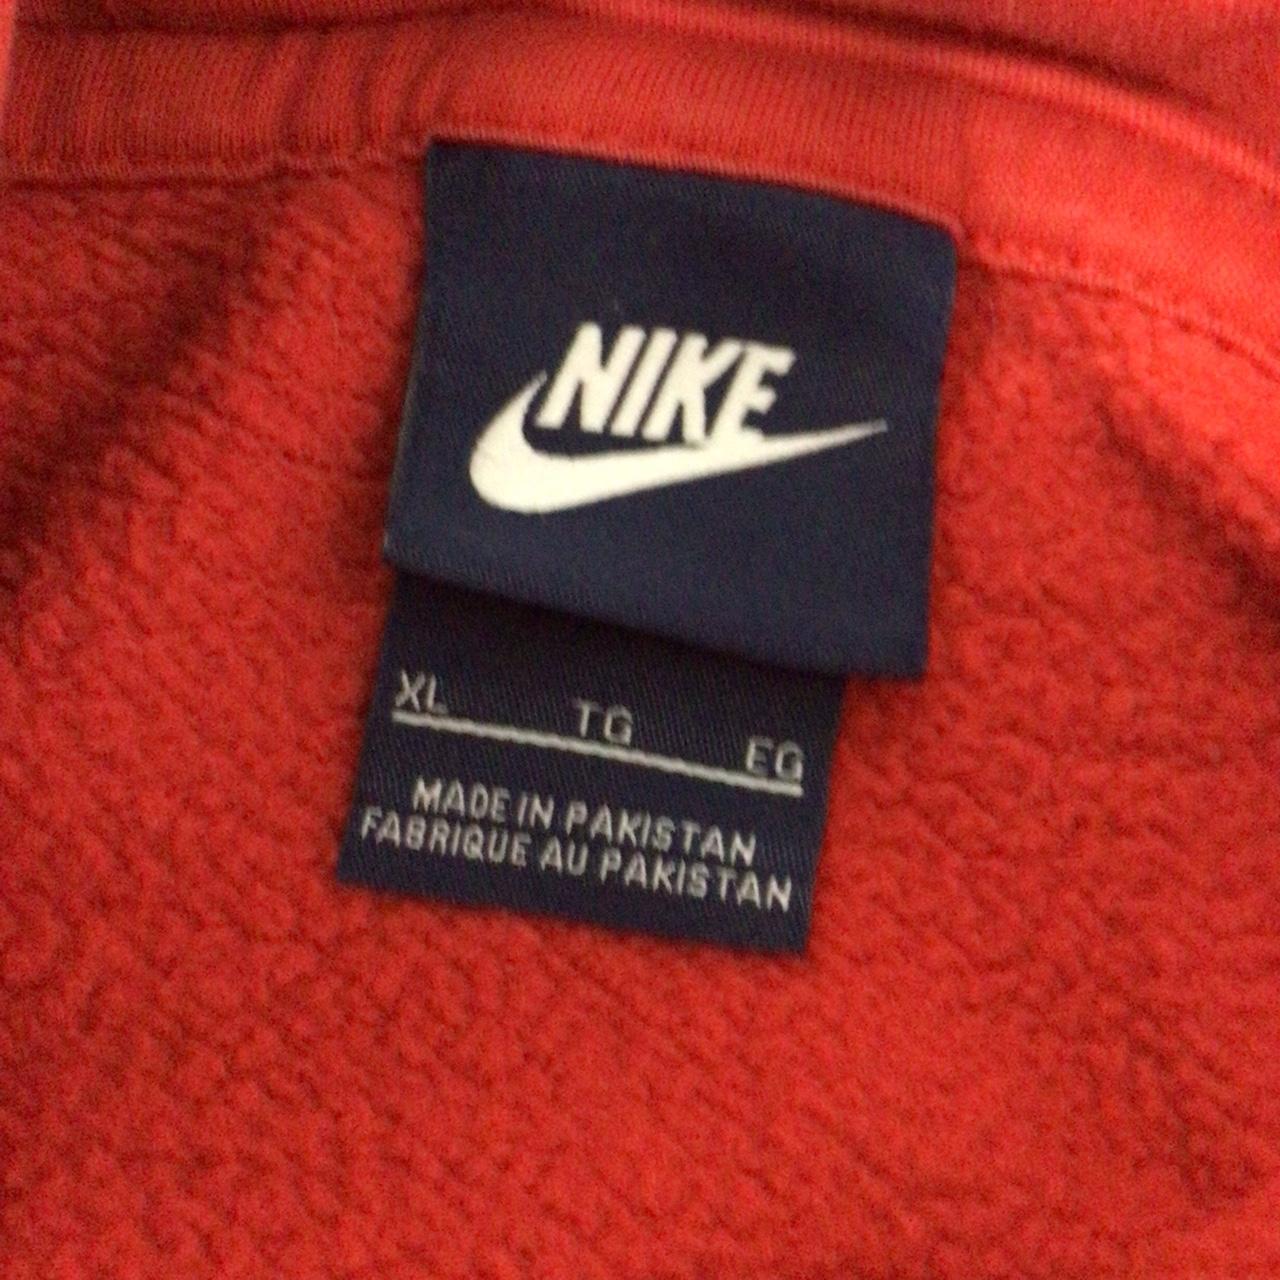 NIKE
XL TG EG
MADE IN PAKISTAN
FABRIQUE AU PAKISTAN